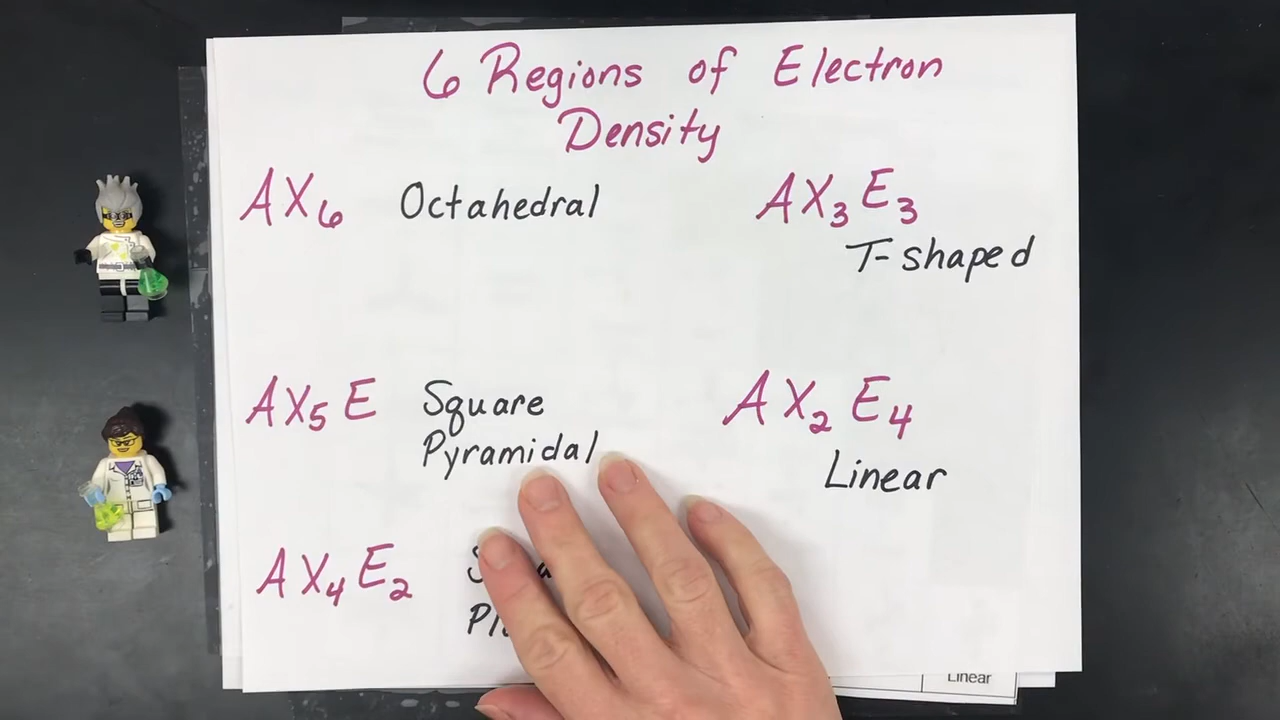 6 Regions of Electron
Density
AX₆ Octahedral
AX₅E Square
Pyramidal
AX₄E₂
AX₃E₃
T-shaped
AX₂E₄
Linear
Linear